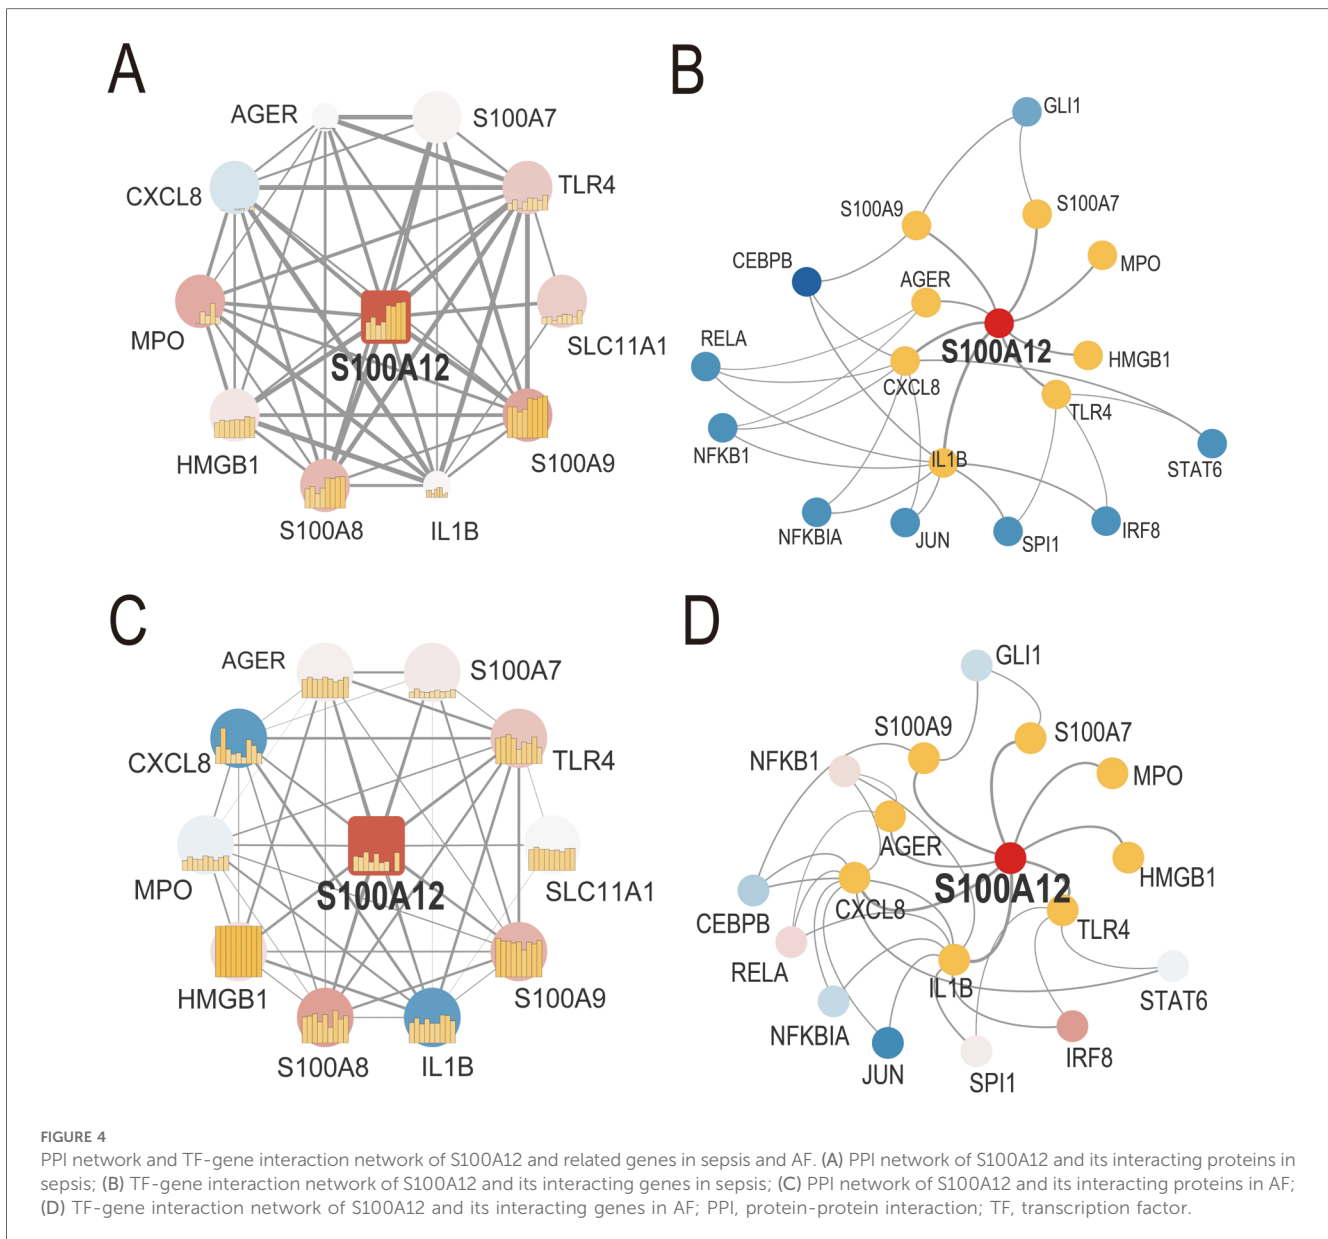 A
AGER
S100A7
CXCL8
TLR4
MPO
SLC11A1
S100A12
HMGB1
S100A9
S100A8
IL1B
B
GLI1
S100A9
S100A7
CEBPB
MPO
AGER
RELA
S100A12
HMGB1
CXCL8
TLR4
NFKB1
IL1B
STAT6
NFKBIA
JUN
SPI1
IRF8
C
AGER
S100A7
CXCL8
TLR4
MPO
SLC11A1
S100A12
HMGB1
S100A9
S100A8
IL1B
D
GLI1
S100A9
S100A7
NFKB1
MPO
AGER
HMGB1
S100A12
CEBPB
CXCL8
TLR4
RELA
IL1B
STAT6
NFKBIA
IRF8
JUN
SPI1
FIGURE 4
PPI network and TF-gene interaction network of S100A12 and related genes in sepsis and AF. (A) PPI network of S100A12 and its interacting proteins in
sepsis; (B) TF-gene interaction network of S100A12 and its interacting genes in sepsis; (C) PPI network of S100A12 and its interacting proteins in AF;
(D) TF-gene interaction network of S100A12 and its interacting genes in AF; PPI, protein-protein interaction; TF, transcription factor.